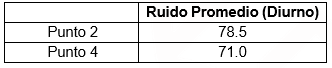 Ruido Promedio (Diurno)
Punto 2 78.5
Punto 4 71.0